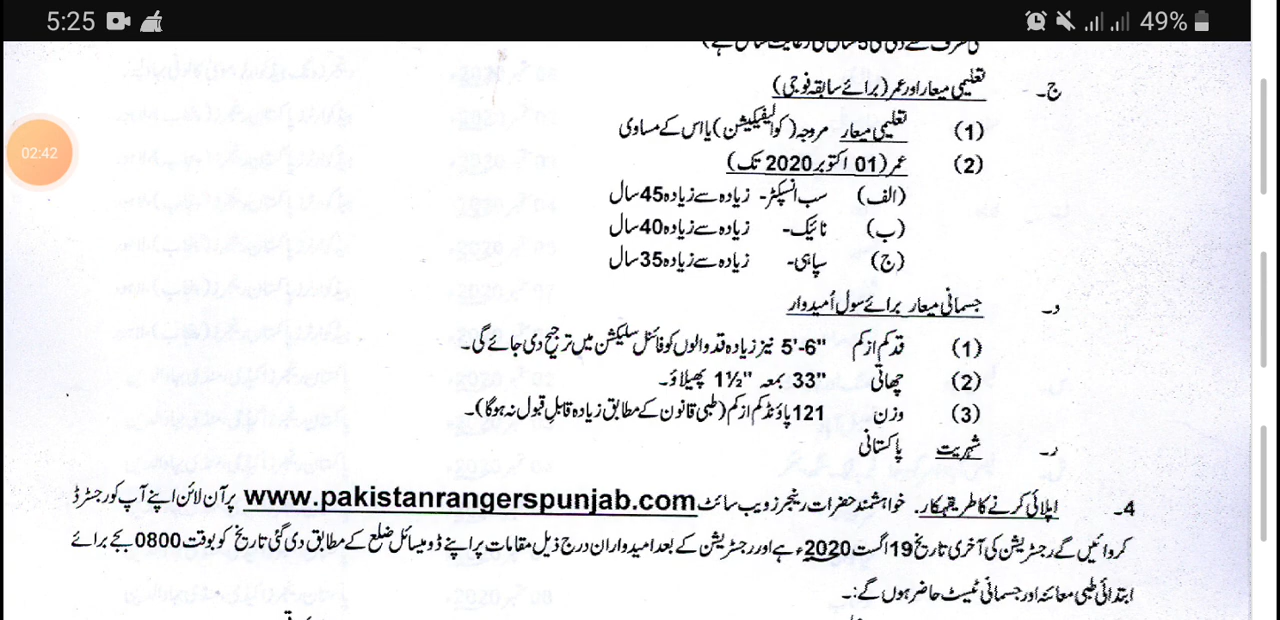 5:25 49%
ج۔ تعلیمی معیار اور عمر (برائے سابقہ فوجی)
02:42
(1) تعلیمی معیار مروجہ (کوالیفیکیشن) یا اس کے مساوی
(2) عمر (01 اکتوبر 2020 تک)
(الف) سب انسپکٹر- زیادہ سے زیادہ 45 سال
(ب) نائیک- زیادہ سے زیادہ 40 سال
(ج) سپاہی- زیادہ سے زیادہ 35 سال
د۔ جسمانی معیار برائے سول اُمیدوار
(1) قد کم از کم "6-'5 نیز زیادہ قد والوں کو فائنل سلیکشن میں ترجیح دی جائے گی۔
(2) چھاتی "33 بمعہ "½1 پھیلاؤ۔
(3) وزن 121 پاؤنڈ کم از کم (طبی قانون کے مطابق زیادہ قابلِ قبول نہ ہو گا)۔
ر۔ شہریت پاکستانی
4۔ اپلائی کرنے کا طریقہ کار۔ خواہشمند حضرات رینجرز ویب سائٹ www.pakistanrangerspunjab.com پر آن لائن اپنے آپ کو رجسٹرڈ
کروائیں گے رجسٹریشن کی آخری تاریخ 19 اگست 2020ء ہے اور رجسٹریشن کے بعد امیدواران درج ذیل مقامات پر اپنے ڈومیسائل ضلع کے مطابق دی گئی تاریخ کو بوقت 0800 بجے برائے
ابتدائی طبی معائنہ اور جسمانی ٹیسٹ حاضر ہوں گے:۔